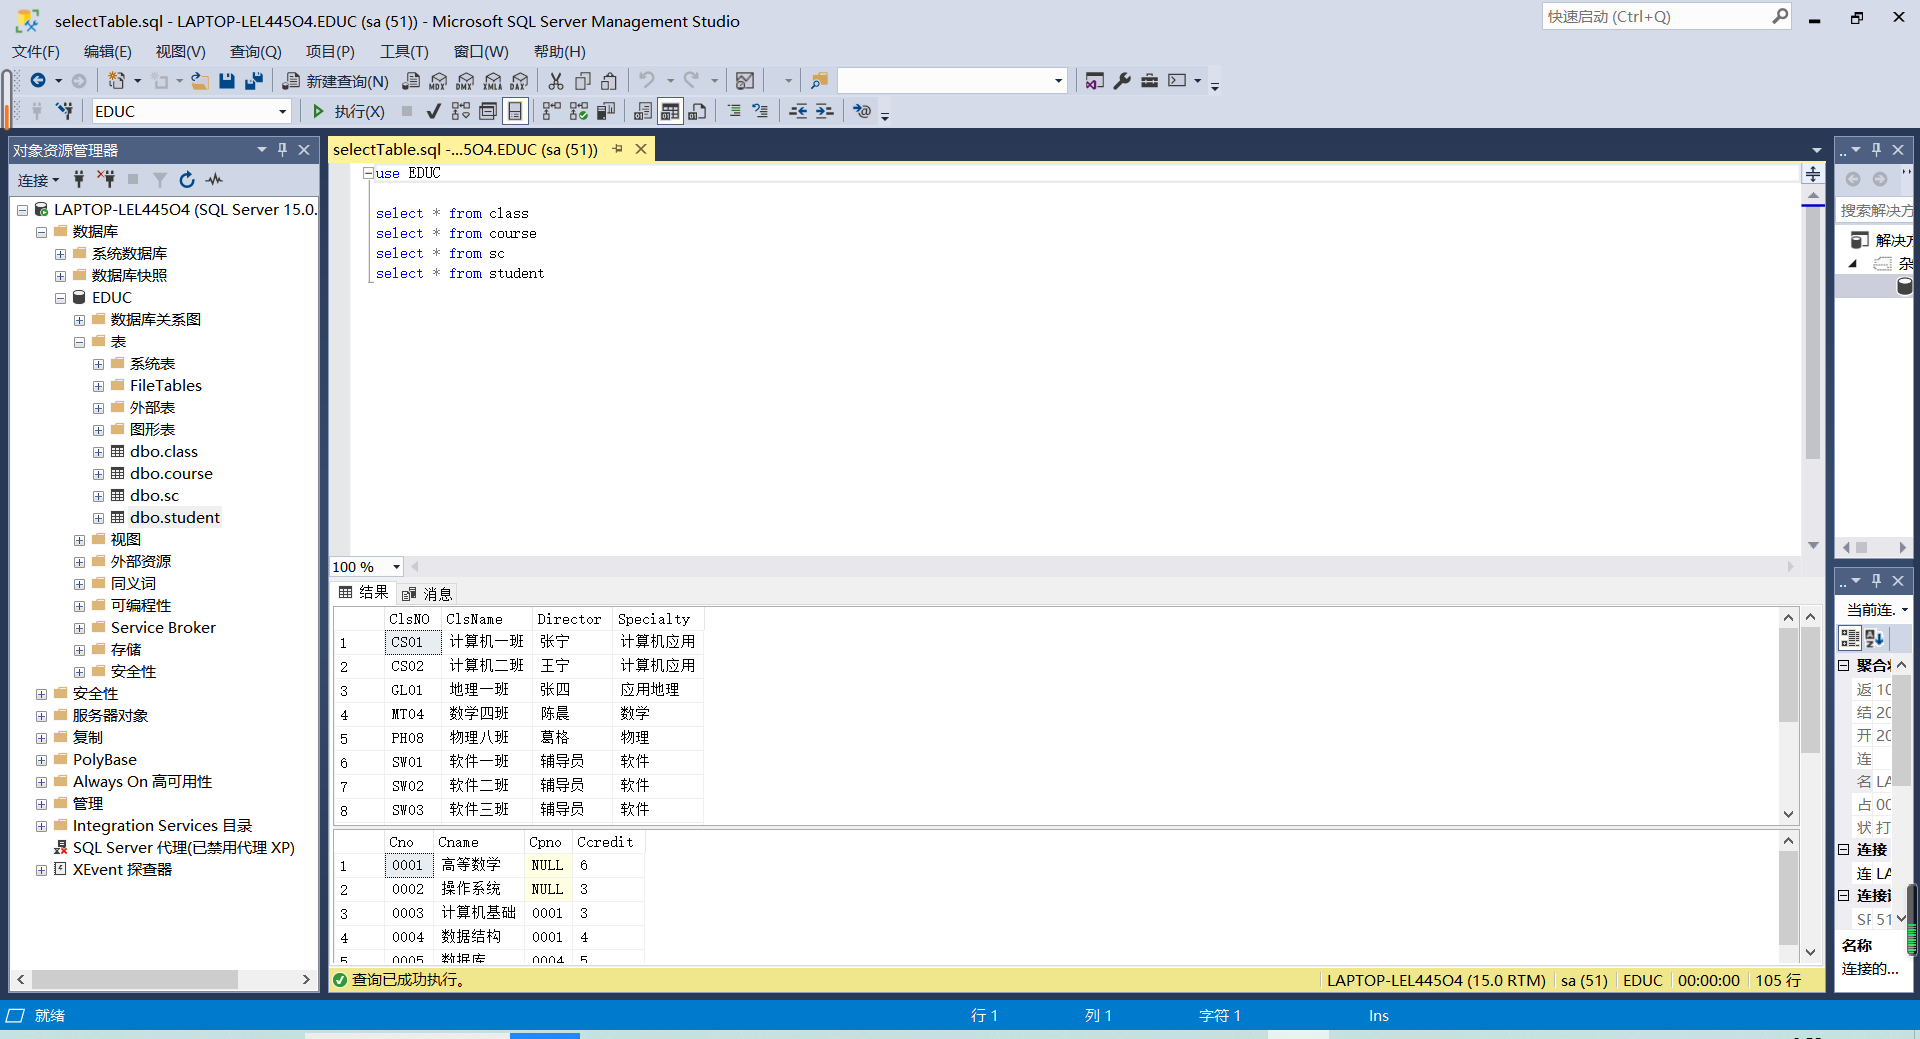 selectTable.sql - LAPTOP-LEL445O4.EDUC (sa (51)) - Microsoft SQL Server Management Studio
快速启动 (Ctrl+Q)
文件(F) 编辑(E) 视图(V) 查询(Q) 项目(P) 工具(T) 窗口(W) 帮助(H)
新建查询(N) MDX DMX XMLA DAX
EDUC 执行(X)
对象资源管理器
连接
LAPTOP-LEL445O4 (SQL Server 15.0.
数据库
系统数据库
数据库快照
EDUC
数据库关系图
表
系统表
FileTables
外部表
图形表
dbo.class
dbo.course
dbo.sc
dbo.student
视图
外部资源
同义词
可编程性
Service Broker
存储
安全性
安全性
服务器对象
复制
PolyBase
Always On 高可用性
管理
Integration Services 目录
SQL Server 代理(已禁用代理 XP)
XEvent 探查器
selectTable.sql -...5O4.EDUC (sa (51))
use EDUC
select * from class
select * from course
select * from sc
select * from student
100 %
结果 消息
ClsNO ClsName Director Specialty
1 CS01 计算机一班 张宁 计算机应用
2 CS02 计算机二班 王宁 计算机应用
3 GL01 地理一班 张四 应用地理
4 MT04 数学四班 陈晨 数学
5 PH08 物理八班 葛格 物理
6 SW01 软件一班 辅导员 软件
7 SW02 软件二班 辅导员 软件
8 SW03 软件三班 辅导员 软件
Cno Cname Cpno Ccredit
1 0001 高等数学 NULL 6
2 0002 操作系统 NULL 3
3 0003 计算机基础 0001 3
4 0004 数据结构 0001 4
5 0005 数据库 0004 5
查询已成功执行。 LAPTOP-LEL445O4 (15.0 RTM) sa (51) EDUC 00:00:00 105 行
搜索解决方
解决方
杂
当前连.
聚合
返 10
结 20
开 20
连
名 LA
占 00
状 打
连接
连 LA
连接
SF 51
名称
连接的...
就绪 行 1 列 1 字符 1 Ins